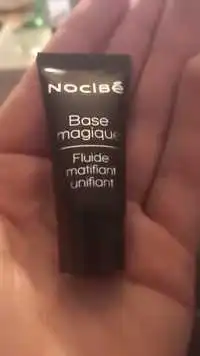 NOCIBÉ
Base
magique
Fluide
matifiant
unifiant